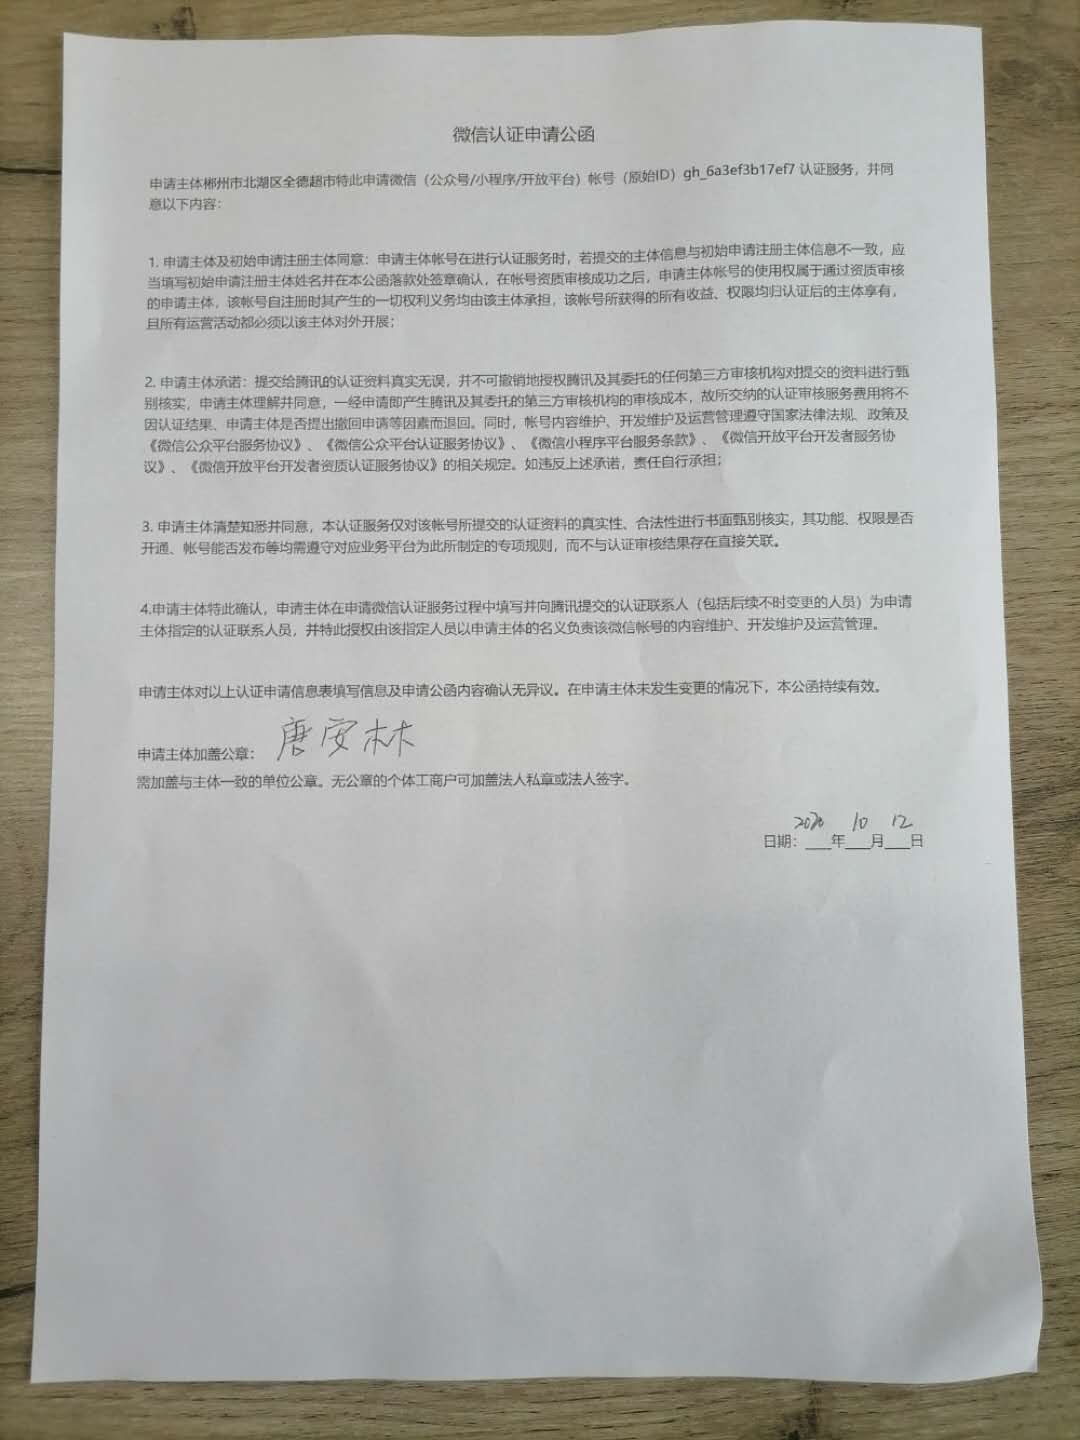 微信认证申请公函
申请主体郴州市北湖区全德超市特此申请微信（公众号/小程序/开放平台）帐号（原始ID）gh_6a3ef3b17ef7 认证服务，并同
意以下内容：
1. 申请主体及初始申请注册主体同意：申请主体帐号在进行认证服务时，若提交的主体信息与初始申请注册主体信息不一致，应
当填写初始申请注册主体姓名并在本公函落款处签章确认，在帐号资质审核成功之后，申请主体帐号的使用权属于通过资质审核
的申请主体，该帐号自注册时其产生的一切权利义务均由该主体承担，该帐号所获得的所有收益、权限均归认证后的主体享有，
且所有运营活动都必须以该主体对外开展；
2. 申请主体承诺：提交给腾讯的认证资料真实无误，并不可撤销地授权腾讯及其委托的任何第三方审核机构对提交的资料进行甄
别核实，申请主体理解并同意，一经申请即产生腾讯及其委托的第三方审核机构的审核成本，故所交纳的认证审核服务费用将不
因认证结果、申请主体是否提出撤回申请等因素而退回。同时，帐号内容维护、开发维护及运营管理遵守国家法律法规、政策及
《微信公众平台服务协议》、《微信公众平台认证服务协议》、《微信小程序平台服务条款》、《微信开放平台开发者服务协
议》、《微信开放平台开发者资质认证服务协议》的相关规定。如违反上述承诺，责任自行承担；
3. 申请主体清楚知悉并同意，本认证服务仅对该帐号所提交的认证资料的真实性、合法性进行书面甄别核实，其功能、权限是否
开通、帐号能否发布等均需遵守对应业务平台为此所制定的专项规则，而不与认证审核结果存在直接关联。
4.申请主体特此确认，申请主体在申请微信认证服务过程中填写并向腾讯提交的认证联系人（包括后续不时变更的人员）为申请
主体指定的认证联系人员，并特此授权由该指定人员以申请主体的名义负责该微信帐号的内容维护、开发维护及运营管理。
申请主体对以上认证申请信息表填写信息及申请公函内容确认无异议。在申请主体未发生变更的情况下，本公函持续有效。
申请主体加盖公章： 唐安林
需加盖与主体一致的单位公章。无公章的个体工商户可加盖法人私章或法人签字。
日期：2020年10月12日